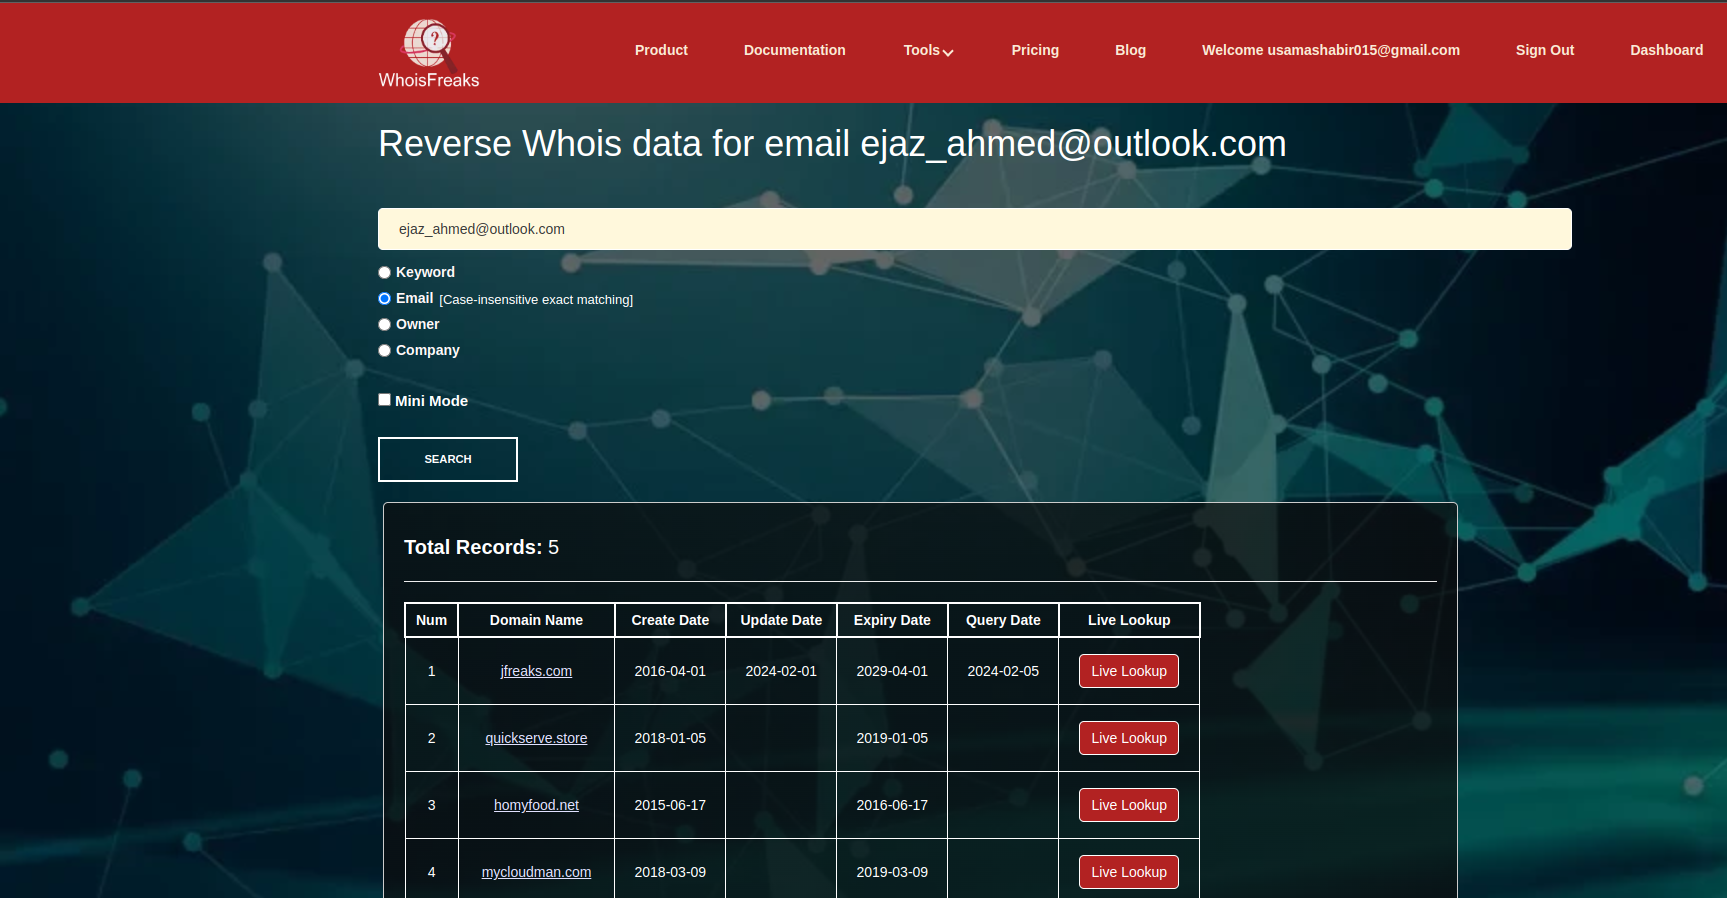 ?
WhoisFreaks
Product Documentation Tools Pricing Blog Welcome usamashabir015@gmail.com Sign Out Dashboard
Reverse Whois data for email ejaz_ahmed@outlook.com
ejaz_ahmed@outlook.com
Keyword
Email [Case-insensitive exact matching]
Owner
Company
Mini Mode
SEARCH
Total Records: 5
Num Domain Name Create Date Update Date Expiry Date Query Date Live Lookup
1 jfreaks.com 2016-04-01 2024-02-01 2029-04-01 2024-02-05 Live Lookup
2 quickserve.store 2018-01-05 2019-01-05 Live Lookup
3 homyfood.net 2015-06-17 2016-06-17 Live Lookup
4 mycloudman.com 2018-03-09 2019-03-09 Live Lookup